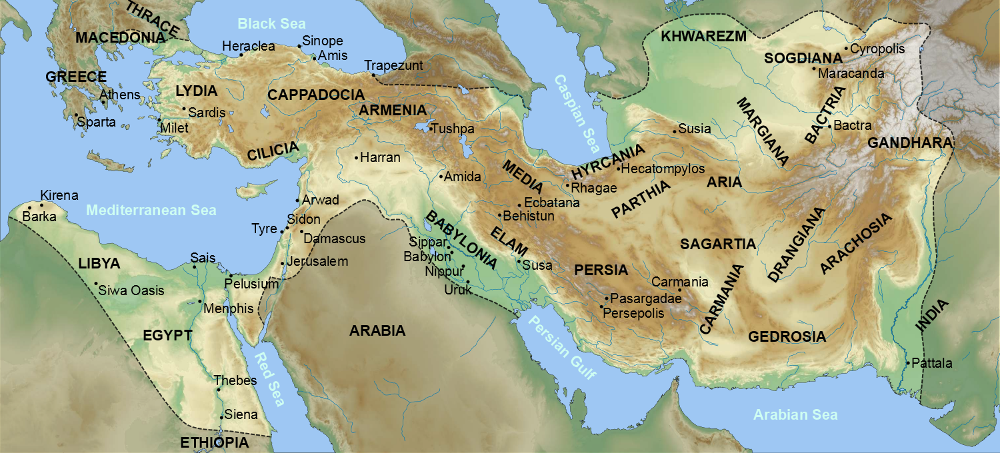 THRACE
Black Sea
MACEDONIA
KHWAREZM
Sinope
Heraclea
Amis
Cyropolis
SOGDIANA
Maracanda
Trapezunt
GREECE
Athens
LYDIA
CAPPADOCIA
ARMENIA
Caspian Sea
MARGIANA
BACTRIA
Sardis
Sparta
Milet
Tushpa
Susia
Bactra
GANDHARA
CILICIA
Harran
HYRCANIA
Hecatompylos
MEDIA
Amida
Rhagae
PARTHIA
ARIA
Kirena
Barka
Mediterranean Sea
Arwad
Ecbatana
Behistun
Sidon
Tyre
Damascus
BABYLONIA
ELAM
Sippar
Babylon
Nippur
Uruk
Susa
SAGARTIA
DRANGIANA
ARACHOSIA
LIBYA
Sais
Jerusalem
Siwa Oasis
Pelusium
PERSIA
Carmania
CARMANIA
Pasargadae
Persepolis
Memphis
EGYPT
ARABIA
GEDROSIA
INDIA
Persian Gulf
Red Sea
Pattala
Thebes
Siena
Arabian Sea
ETHIOPIA